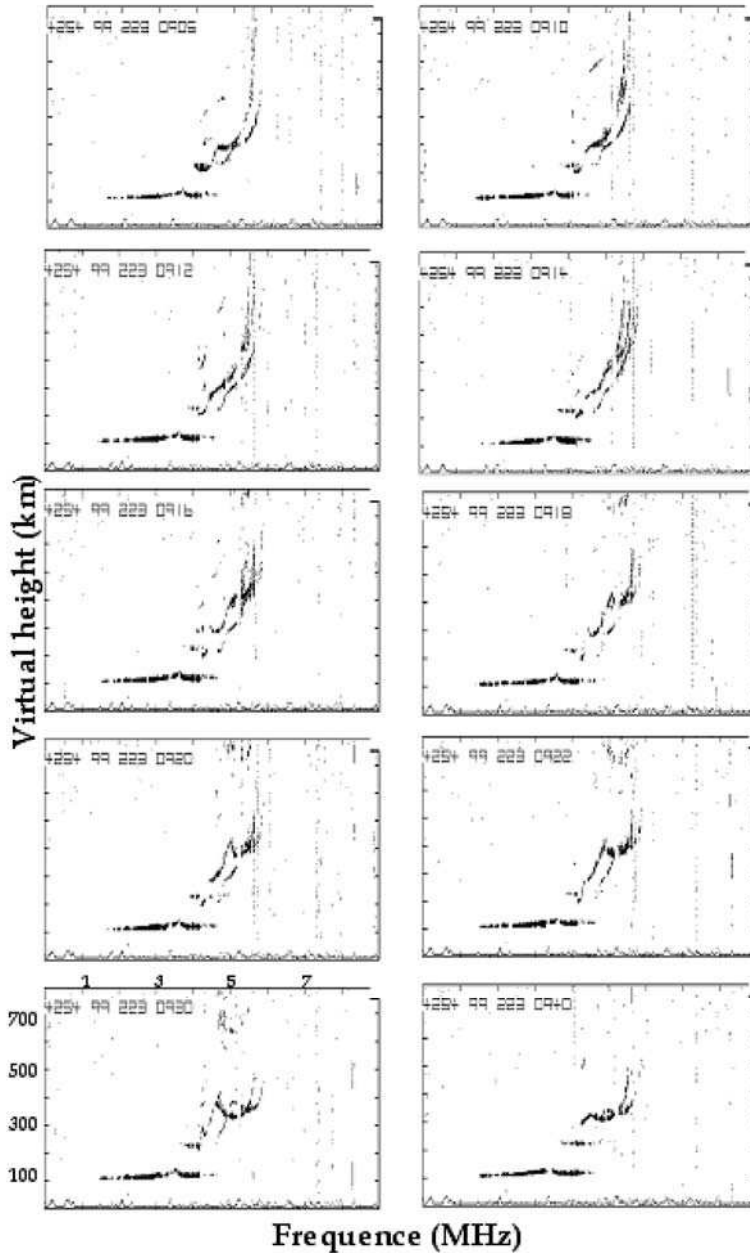 4254 99 223 0905
4254 99 223 0910
4254 99 223 0912
4254 99 223 0914
4254 99 223 0916
4254 99 223 0918
4254 99 223 0920
4254 99 223 0922
1 3 5 7
4254 99 223 0930
4254 99 223 0940
700
500
300
100
Virtual height (km)
Frequence (MHz)